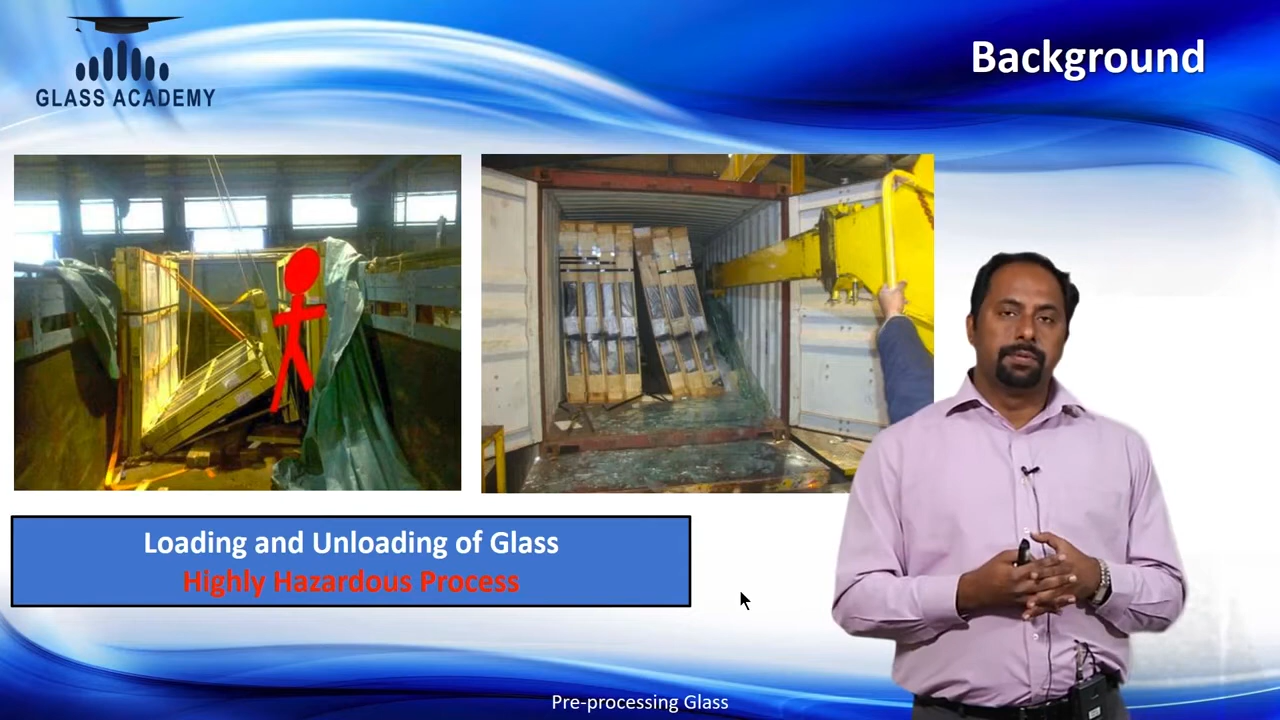 GLASS ACADEMY
Background
Loading and Unloading of Glass
Highly Hazardous Process
Pre-processing Glass